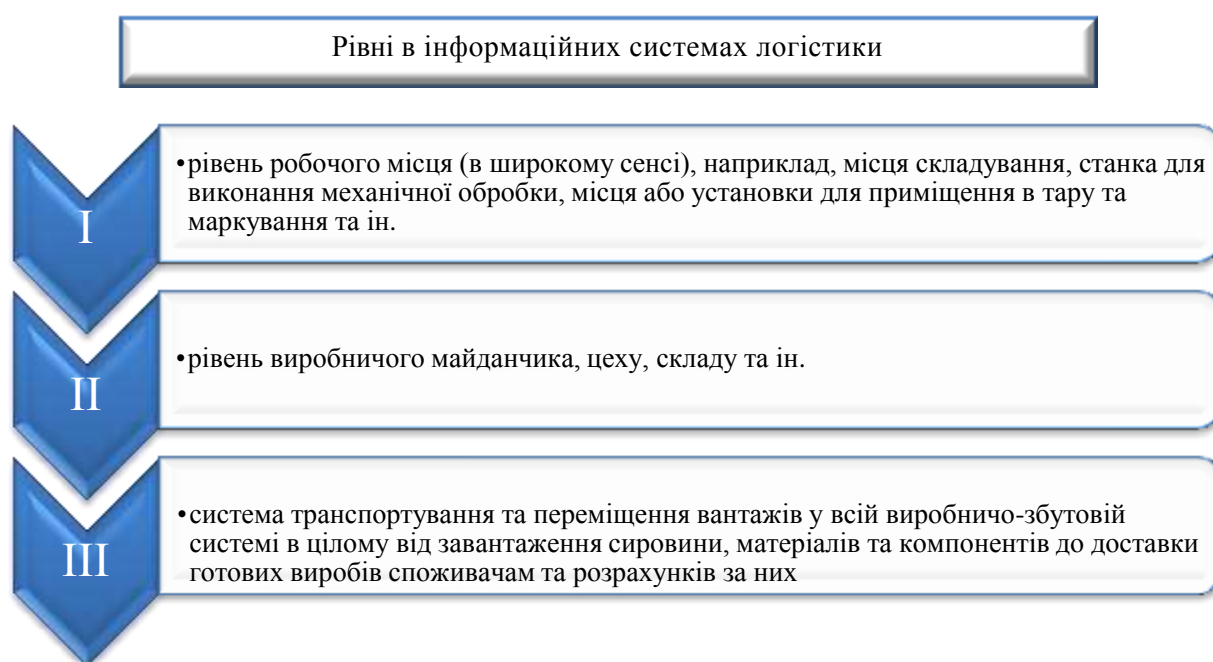 Рівні в інформаційних системах логістики
I
•рівень робочого місця (в широкому сенсі), наприклад, місця складування, станка для
виконання механічної обробки, місця або установки для приміщення в тару та
маркування та ін.
II
•рівень виробничого майданчика, цеху, складу та ін.
III
•система транспортування та переміщення вантажів у всій виробничо-збутовій
системі в цілому від завантаження сировини, матеріалів та компонентів до доставки
готових виробів споживачам та розрахунків за них